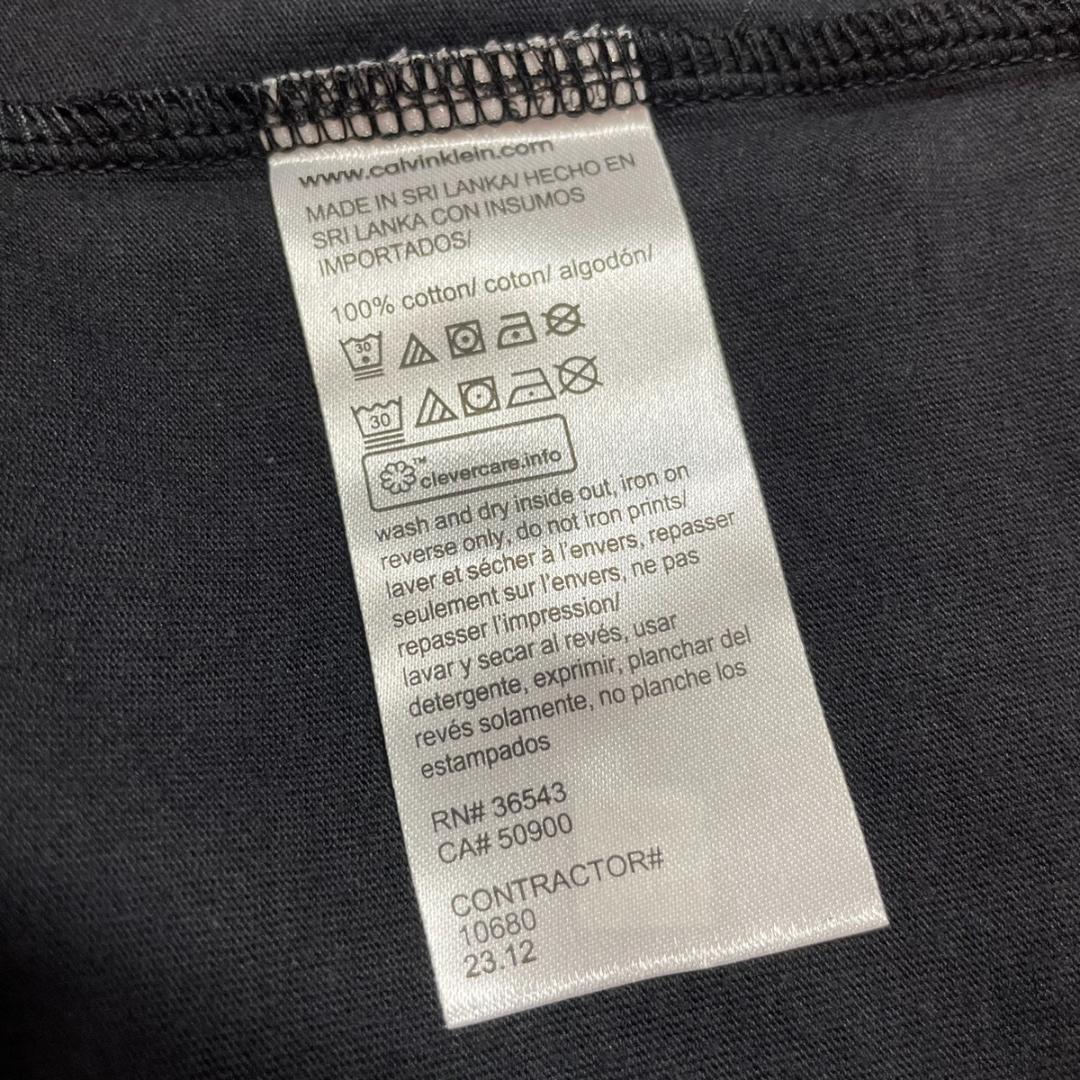 www.calvinklein.com
MADE IN SRI LANKA/ HECHO EN
SRI LANKA CON INSUMOS
IMPORTADOS/
100% cotton/ coton/ algodón/
30
30
™
clevercare.info
wash and dry inside out, iron on
reverse only, do not iron prints/
laver et sécher à l'envers, repasser
seulement sur l'envers, ne pas
repasser l'impression/
lavar y secar al revés, usar
detergente, exprimir, planchar del
revés solamente, no planche los
estampados
RN# 36543
CA# 50900
CONTRACTOR#
10680
23.12